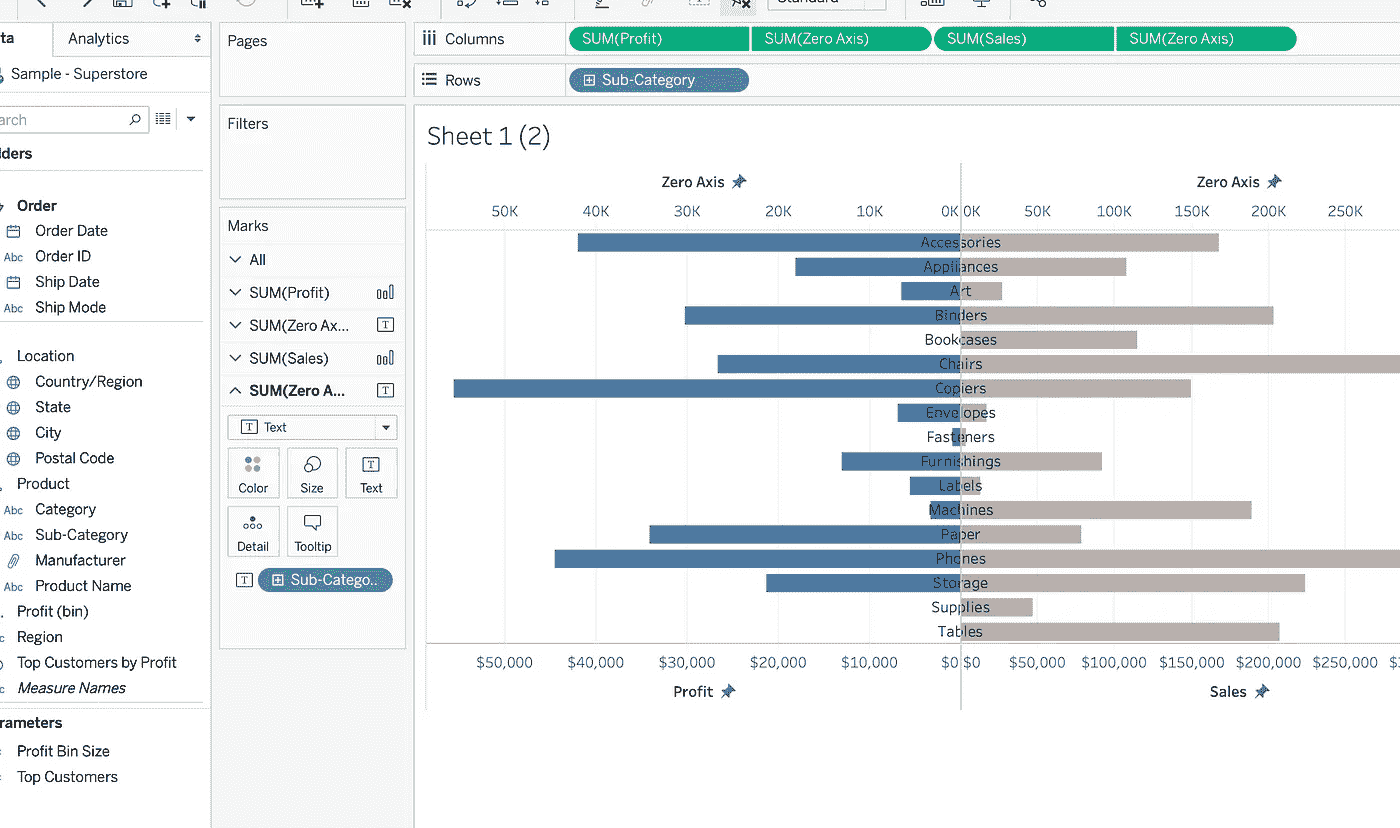 Standard
ta
Analytics
Sample - Superstore
arch
lders
Order
Order Date
Abc Order ID
Ship Date
Abc Ship Mode
Location
Country/Region
State
City
Postal Code
Product
Abc Category
Abc Sub-Category
Manufacturer
Abc Product Name
Profit (bin)
Region
Top Customers by Profit
Measure Names
rameters
Profit Bin Size
Top Customers
Pages
Filters
Marks
All
SUM(Profit)
SUM(Zero Ax... T
SUM(Sales)
SUM(Zero A... T
T Text
Color Size Text
Detail Tooltip
T Sub-Catego..
Columns SUM(Profit) SUM(Zero Axis) SUM(Sales) SUM(Zero Axis)
Rows Sub-Category
Sheet 1 (2)
Zero Axis Zero Axis
50K 40K 30K 20K 10K 0K 0K 50K 100K 150K 200K 250K
Accessories
Appliances
Art
Binders
Bookcases
Chairs
Copiers
Envelopes
Fasteners
Furnishings
Labels
Machines
Paper
Phones
Storage
Supplies
Tables
$50,000 $40,000 $30,000 $20,000 $10,000 $0 $0 $50,000 $100,000 $150,000 $200,000 $250,000
Profit Sales